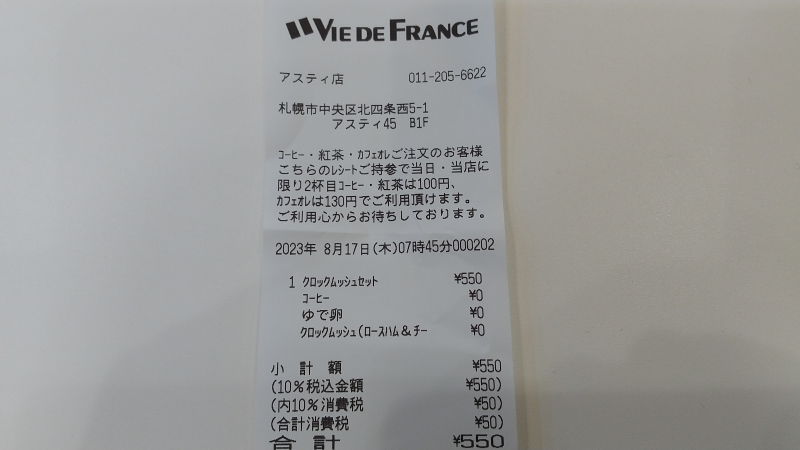 VIE DE FRANCE
アスティ店 011-205-6622
札幌市中央区北四条西5-1
アスティ45 B1F
ｺｰﾋｰ・紅茶・ｶﾌｪｵﾚご注文のお客様
こちらのﾚｼｰﾄご持参で当日・当店に
限り2杯目ｺｰﾋｰ・紅茶は100円、
ｶﾌｪｵﾚは130円でご利用頂けます。
ご利用心からお待ちしております。
2023年 8月17日(木)07時45分000202
1 ｸﾛｯｸﾑｯｼｭｾｯﾄ ¥550
ｺｰﾋｰ ¥0
ゆで卵 ¥0
ｸﾛｯｸﾑｯｼｭ(ﾛｰｽﾊﾑ&ﾁｰ ¥0
小 計 額 ¥550
(10%税込金額 ¥550)
(内10%消費税 ¥50)
(合計消費税 ¥50)
合 計 ¥550